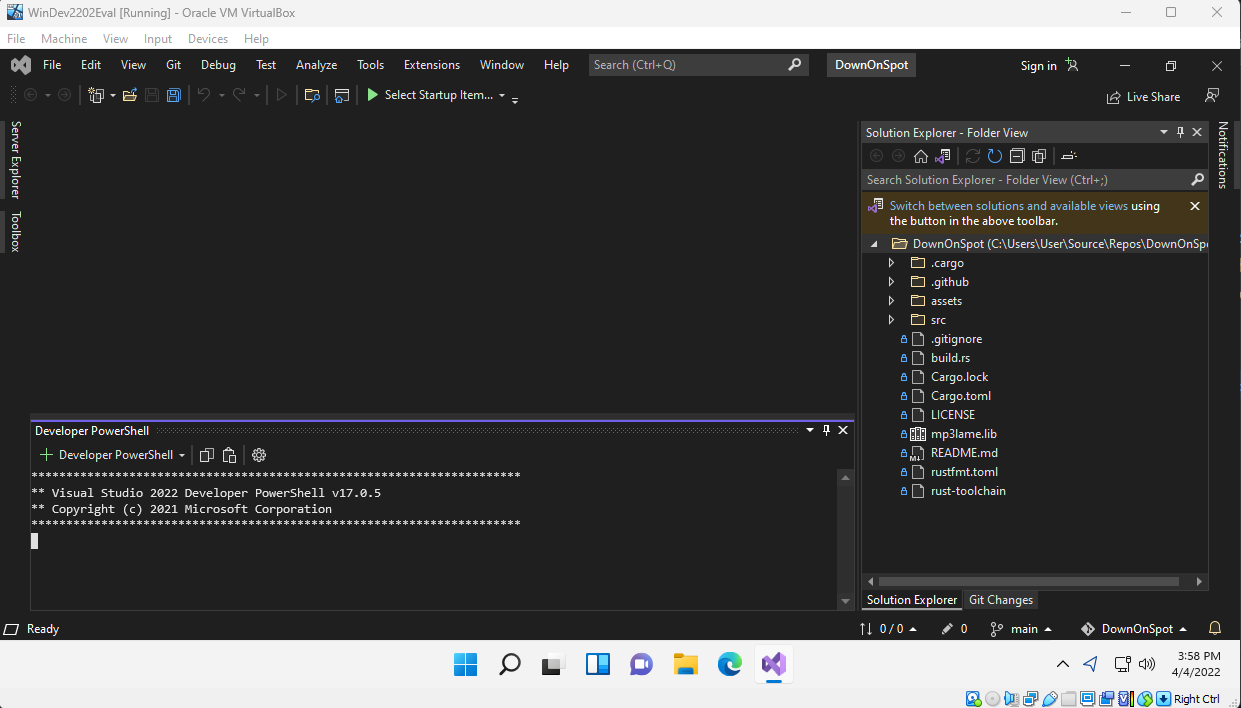 WinDev2202Eval [Running] - Oracle VM VirtualBox
File Machine View Input Devices Help
File Edit View Git Debug Test Analyze Tools Extensions Window Help Search (Ctrl+Q) DownOnSpot Sign in
Select Startup Item... Live Share
Server Explorer
Toolbox
Solution Explorer - Folder View
Search Solution Explorer - Folder View (Ctrl+;)
Switch between solutions and available views using
the button in the above toolbar.
DownOnSpot (C:\Users\User\Source\Repos\DownOnSpo
.cargo
.github
assets
src
.gitignore
build.rs
Cargo.lock
Cargo.toml
LICENSE
mp3lame.lib
README.md
rustfmt.toml
rust-toolchain
Solution Explorer Git Changes
Notifications
Developer PowerShell
Developer PowerShell
**********************************************************************
** Visual Studio 2022 Developer PowerShell v17.0.5
** Copyright (c) 2021 Microsoft Corporation
**********************************************************************
Ready 0 / 0 0 main DownOnSpot
3:58 PM
4/4/2022
Right Ctrl